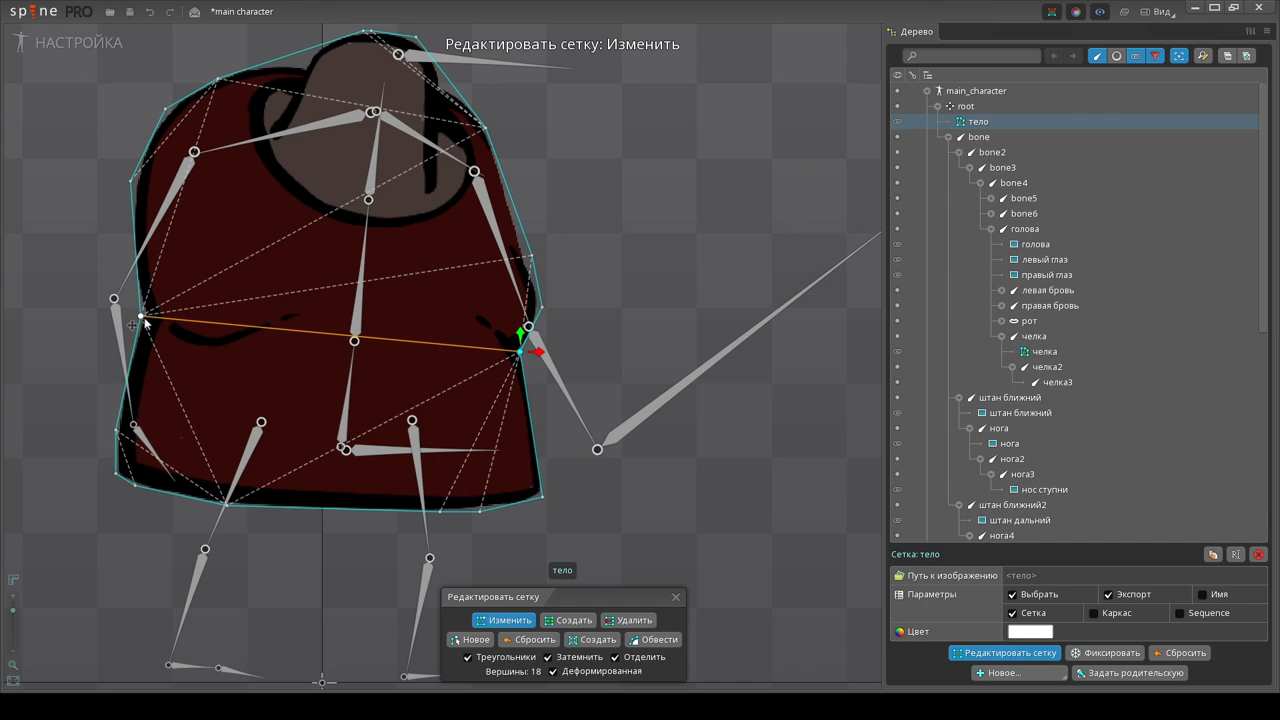 spine PRO *main character Вид
НАСТРОЙКА
Редактировать сетку: Изменить
Дерево
main_character
root
тело
bone
bone2
bone3
bone4
bone5
bone6
голова
голова
левый глаз
правый глаз
левая бровь
правая бровь
рот
челка
челка
челка2
челка3
штан ближний
штан ближний
нога
нога
нога2
нога3
нос ступни
штан ближний2
штан дальний
нога4
Сетка: тело
Путь к изображению <тело>
Параметры Выбрать Экспорт Имя
Сетка Каркас Sequence
Цвет
Редактировать сетку Фиксировать Сбросить
Новое... Задать родительскую
тело
Редактировать сетку
Изменить Создать Удалить
Новое Сбросить Создать Обвести
Треугольники Затемнить Отделить
Вершины: 18 Деформированная